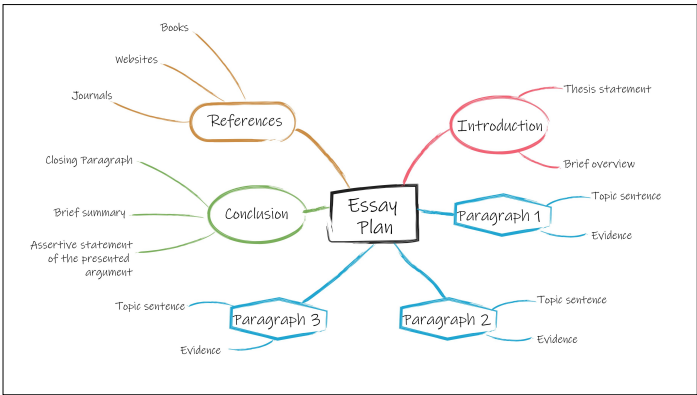 Books
Websites
Journals
References
Thesis statement
Introduction
Brief overview
Closing Paragraph
Brief summary
Assertive statement
of the presented
argument
Conclusion
Essay
Plan
Topic sentence
Paragraph 1
Evidence
Topic sentence
Paragraph 3
Evidence
Topic sentence
Paragraph 2
Evidence